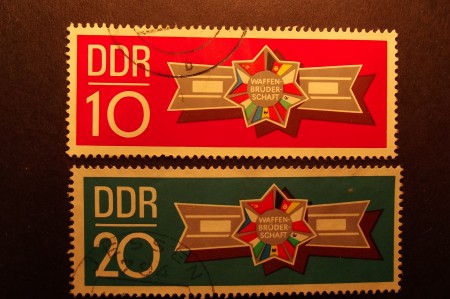 DDR
10
WAFFEN-
BRÜDER-
SCHAFT
DDR
20
WAFFEN-
BRÜDER-
SCHAFT